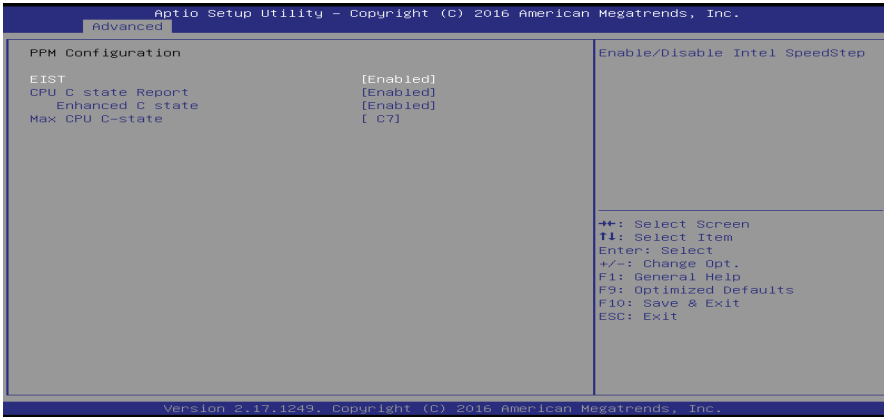 Aptio Setup Utility – Copyright (C) 2016 American Megatrends, Inc.
Advanced
PPM Configuration
EIST [Enabled]
CPU C state Report [Enabled]
Enhanced C state [Enabled]
Max CPU C-state [ C7]
Enable/Disable Intel SpeedStep
→←: Select Screen
↑↓: Select Item
Enter: Select
+/-: Change Opt.
F1: General Help
F9: Optimized Defaults
F10: Save & Exit
ESC: Exit
Version 2.17.1249. Copyright (C) 2016 American Megatrends, Inc.